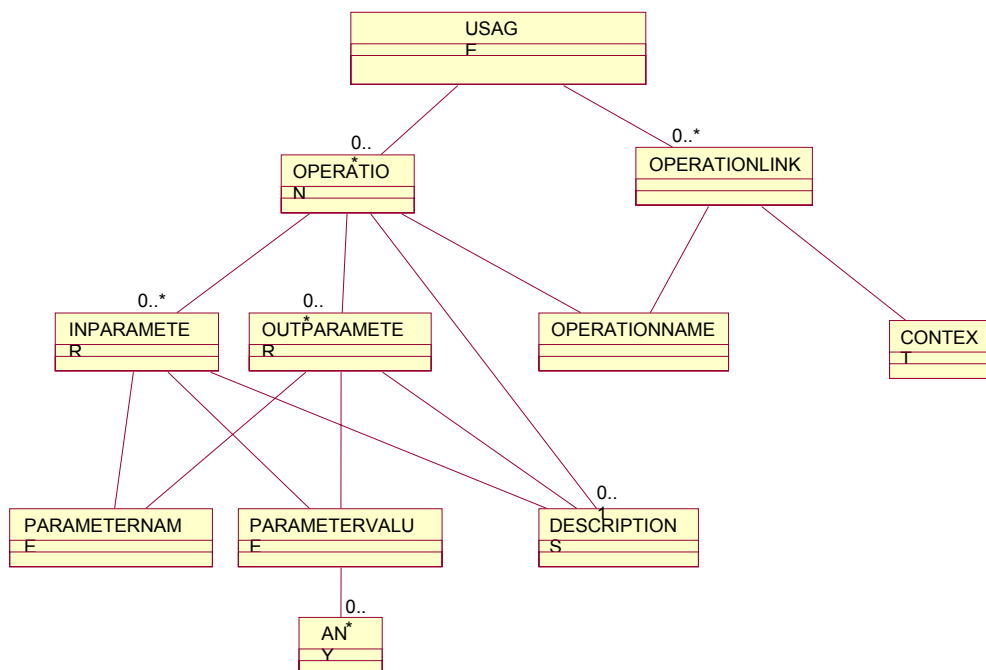 USAG
E
0..
*
0..*
OPERATIO
N
OPERATIONLINK
0..*
0..
*
INPARAMETE
R
OUTPARAMETE
R
OPERATIONNAME
CONTEX
T
0..
1
PARAMETERNAM
E
PARAMETERVALU
E
DESCRIPTION
S
0..
*
AN
Y